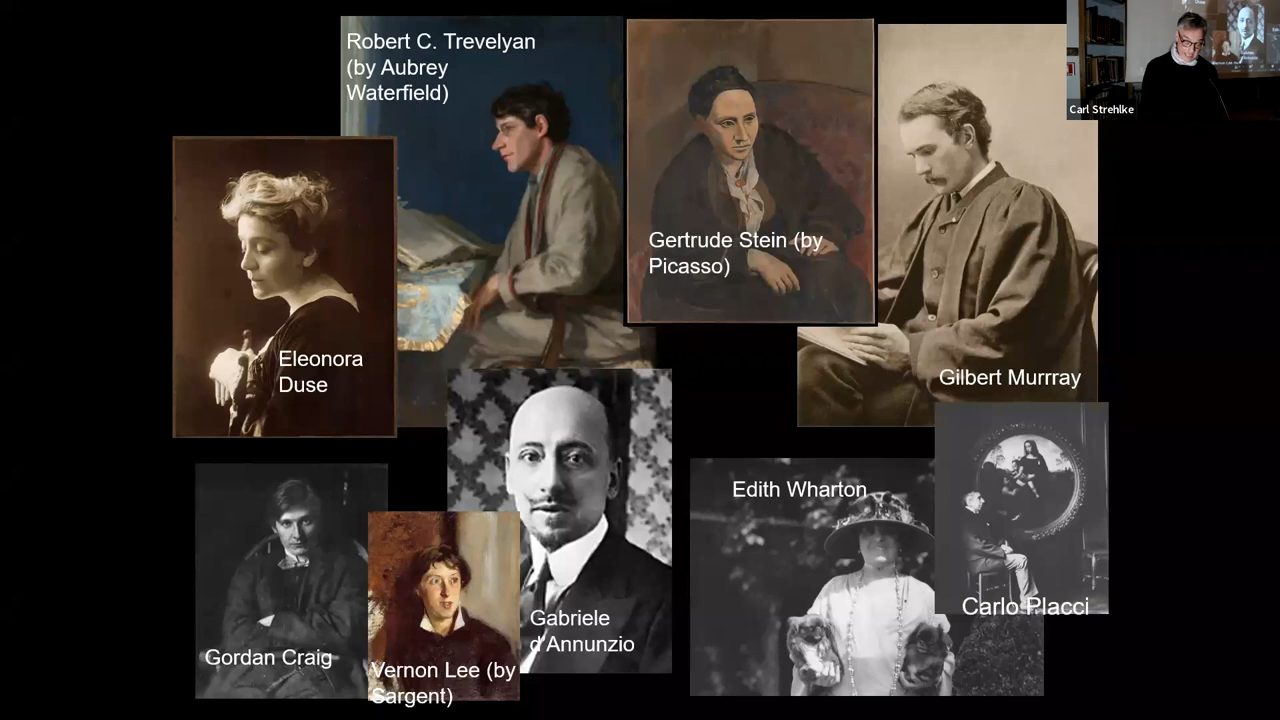 Robert C. Trevelyan
(by Aubrey
Waterfield)
Carl Strehlke
Gertrude Stein (by
Picasso)
Eleonora
Duse
Gilbert Murrray
Edith Wharton
Carlo Placci
Gabriele
d'Annunzio
Gordan Craig
Vernon Lee (by
Sargent)